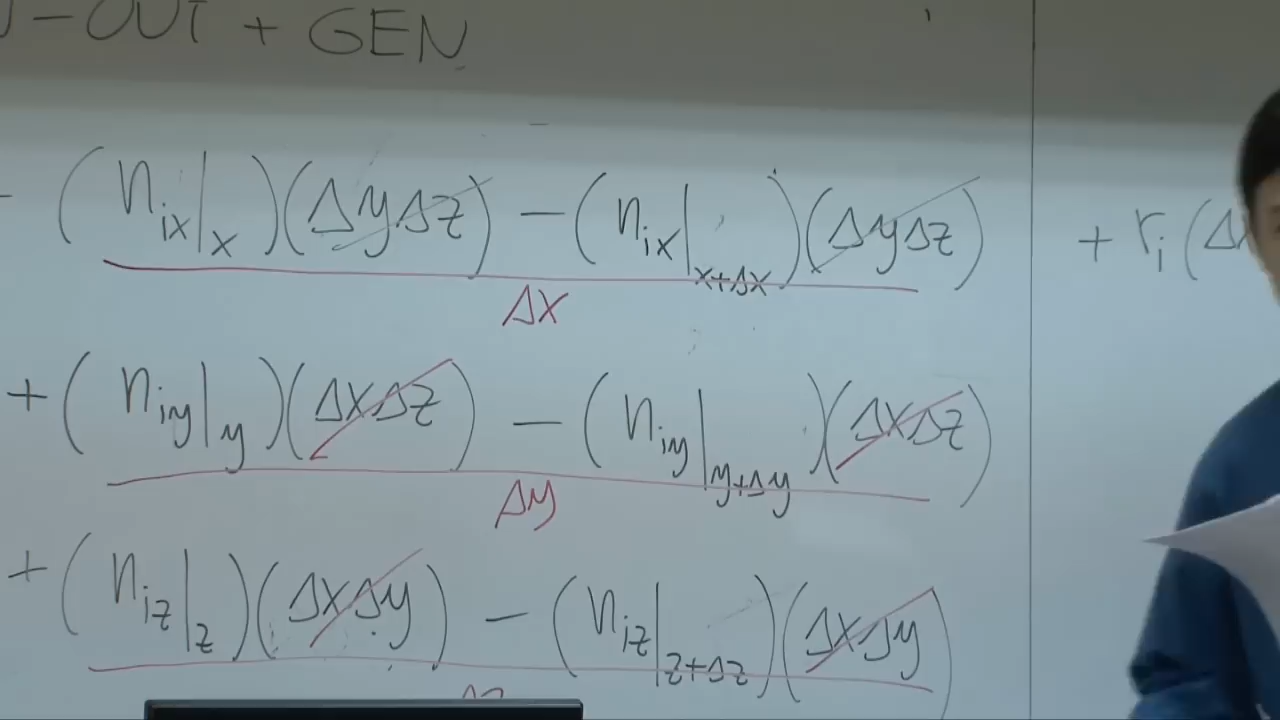 - OUT + GEN
(n_ix|_x)(ΔyΔz) - (n_ix|_x+Δx)(ΔyΔz) + r_i(Δ
Δx
+ (n_iy|_y)(ΔxΔz) - (n_iy|_y+Δy)(ΔxΔz)
Δy
+ (n_iz|_z)(ΔxΔy) - (n_iz|_z+Δz)(ΔxΔy)